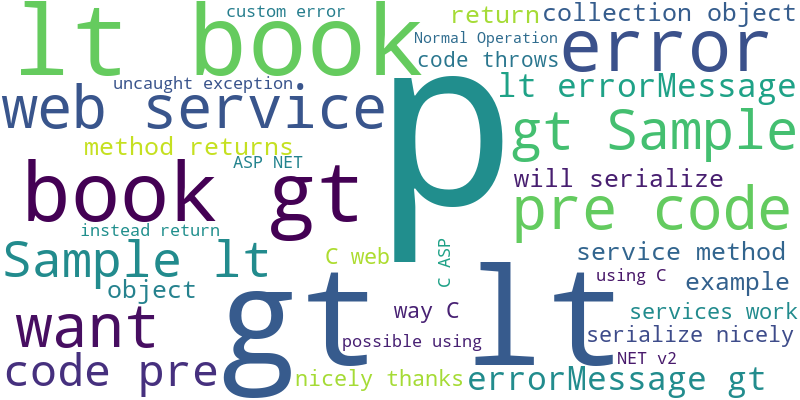 lt book
custom error
return
collection object
Normal Operation
error
code throws
uncaught exception
lt errorMessage
web service
p
gt Sample
method returns
ASP NET
book gt
will serialize
pre code
instead return
Sample lt
C web
C ASP
service method
object
gt
lt
using C
example
want
way C
services work
possible using
serialize nicely
code pre
NET v2
nicely thanks
errorMessage gt